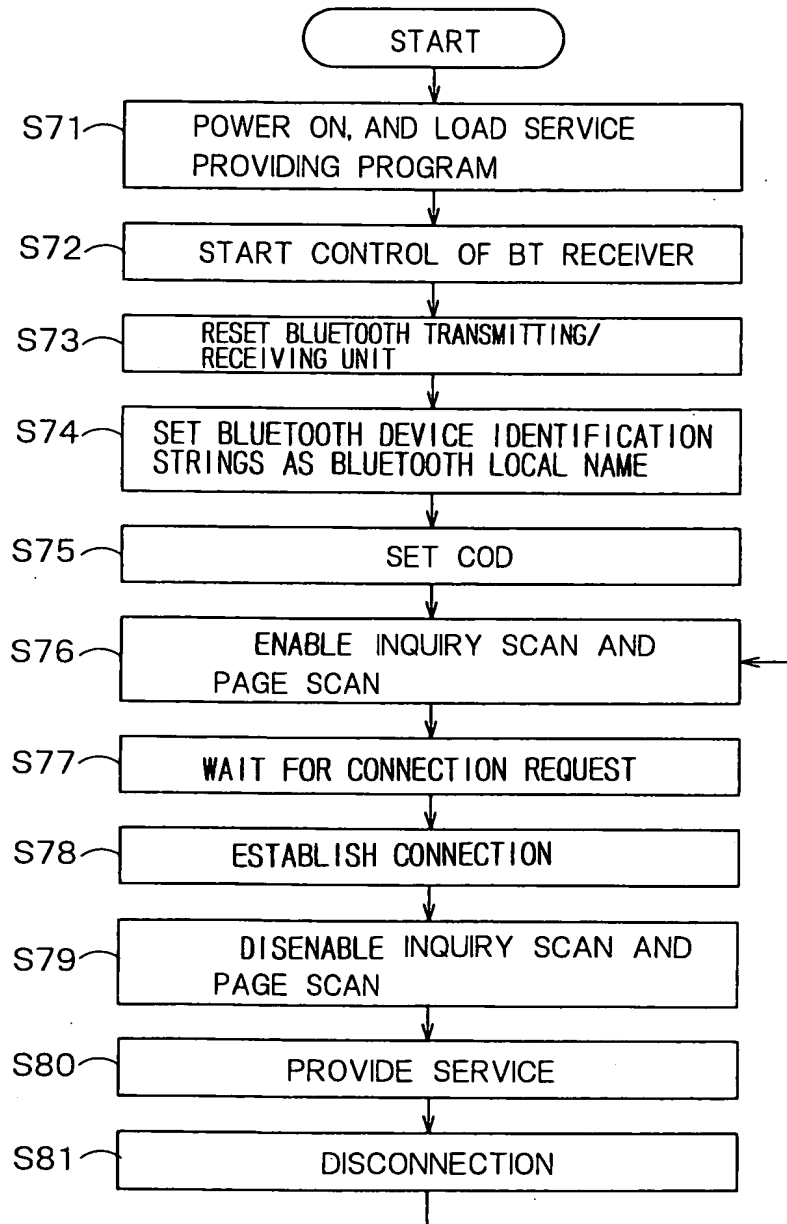 START
S71
POWER ON, AND LOAD SERVICE
PROVIDING PROGRAM
S72
START CONTROL OF BT RECEIVER
S73
RESET BLUETOOTH TRANSMITTING/
RECEIVING UNIT
S74
SET BLUETOOTH DEVICE IDENTIFICATION
STRINGS AS BLUETOOTH LOCAL NAME
S75
SET COD
S76
ENABLE INQUIRY SCAN AND
PAGE SCAN
S77
WAIT FOR CONNECTION REQUEST
S78
ESTABLISH CONNECTION
S79
DISENABLE INQUIRY SCAN AND
PAGE SCAN
S80
PROVIDE SERVICE
S81
DISCONNECTION